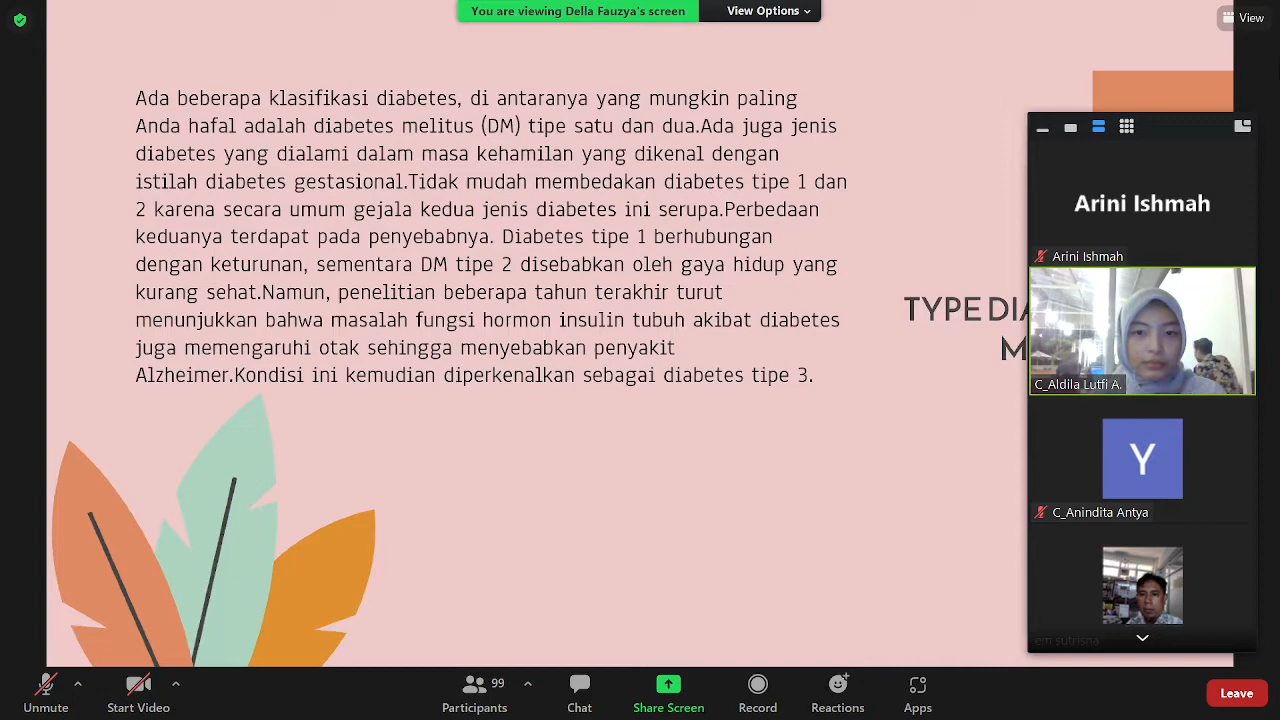 You are viewing Della Fauzya's screen
View Options
View
Ada beberapa klasifikasi diabetes, di antaranya yang mungkin paling
Anda hafal adalah diabetes melitus (DM) tipe satu dan dua.Ada juga jenis
diabetes yang dialami dalam masa kehamilan yang dikenal dengan
istilah diabetes gestasional.Tidak mudah membedakan diabetes tipe 1 dan
2 karena secara umum gejala kedua jenis diabetes ini serupa.Perbedaan
keduanya terdapat pada penyebabnya. Diabetes tipe 1 berhubungan
dengan keturunan, sementara DM tipe 2 disebabkan oleh gaya hidup yang
kurang sehat.Namun, penelitian beberapa tahun terakhir turut
menunjukkan bahwa masalah fungsi hormon insulin tubuh akibat diabetes
juga memengaruhi otak sehingga menyebabkan penyakit
Alzheimer.Kondisi ini kemudian diperkenalkan sebagai diabetes tipe 3.
TYPE DIA
M
Arini Ishmah
Arini Ishmah
C_Aldila Lutfi A.
Y
C_Anindita Antya
em sutrisna
Unmute
Start Video
99
Participants
Chat
Share Screen
Record
Reactions
Apps
Leave